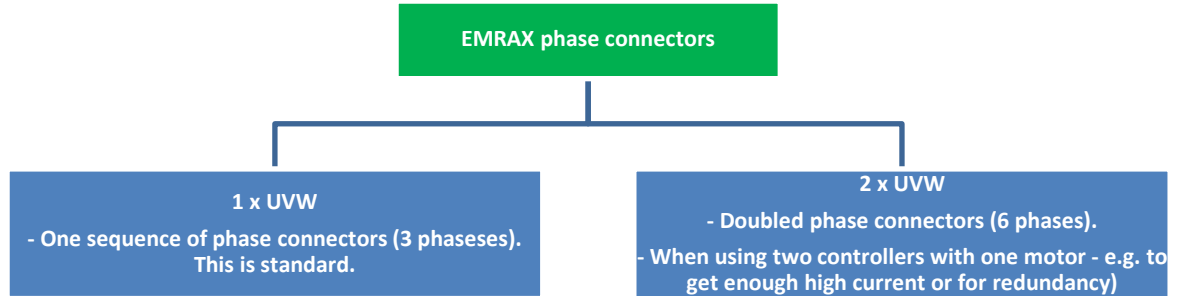 EMRAX phase connectors
1 x UVW
- One sequence of phase connectors (3 phaseses).
This is standard.
2 x UVW
- Doubled phase connectors (6 phases).
- When using two controllers with one motor - e.g. to
get enough high current or for redundancy)